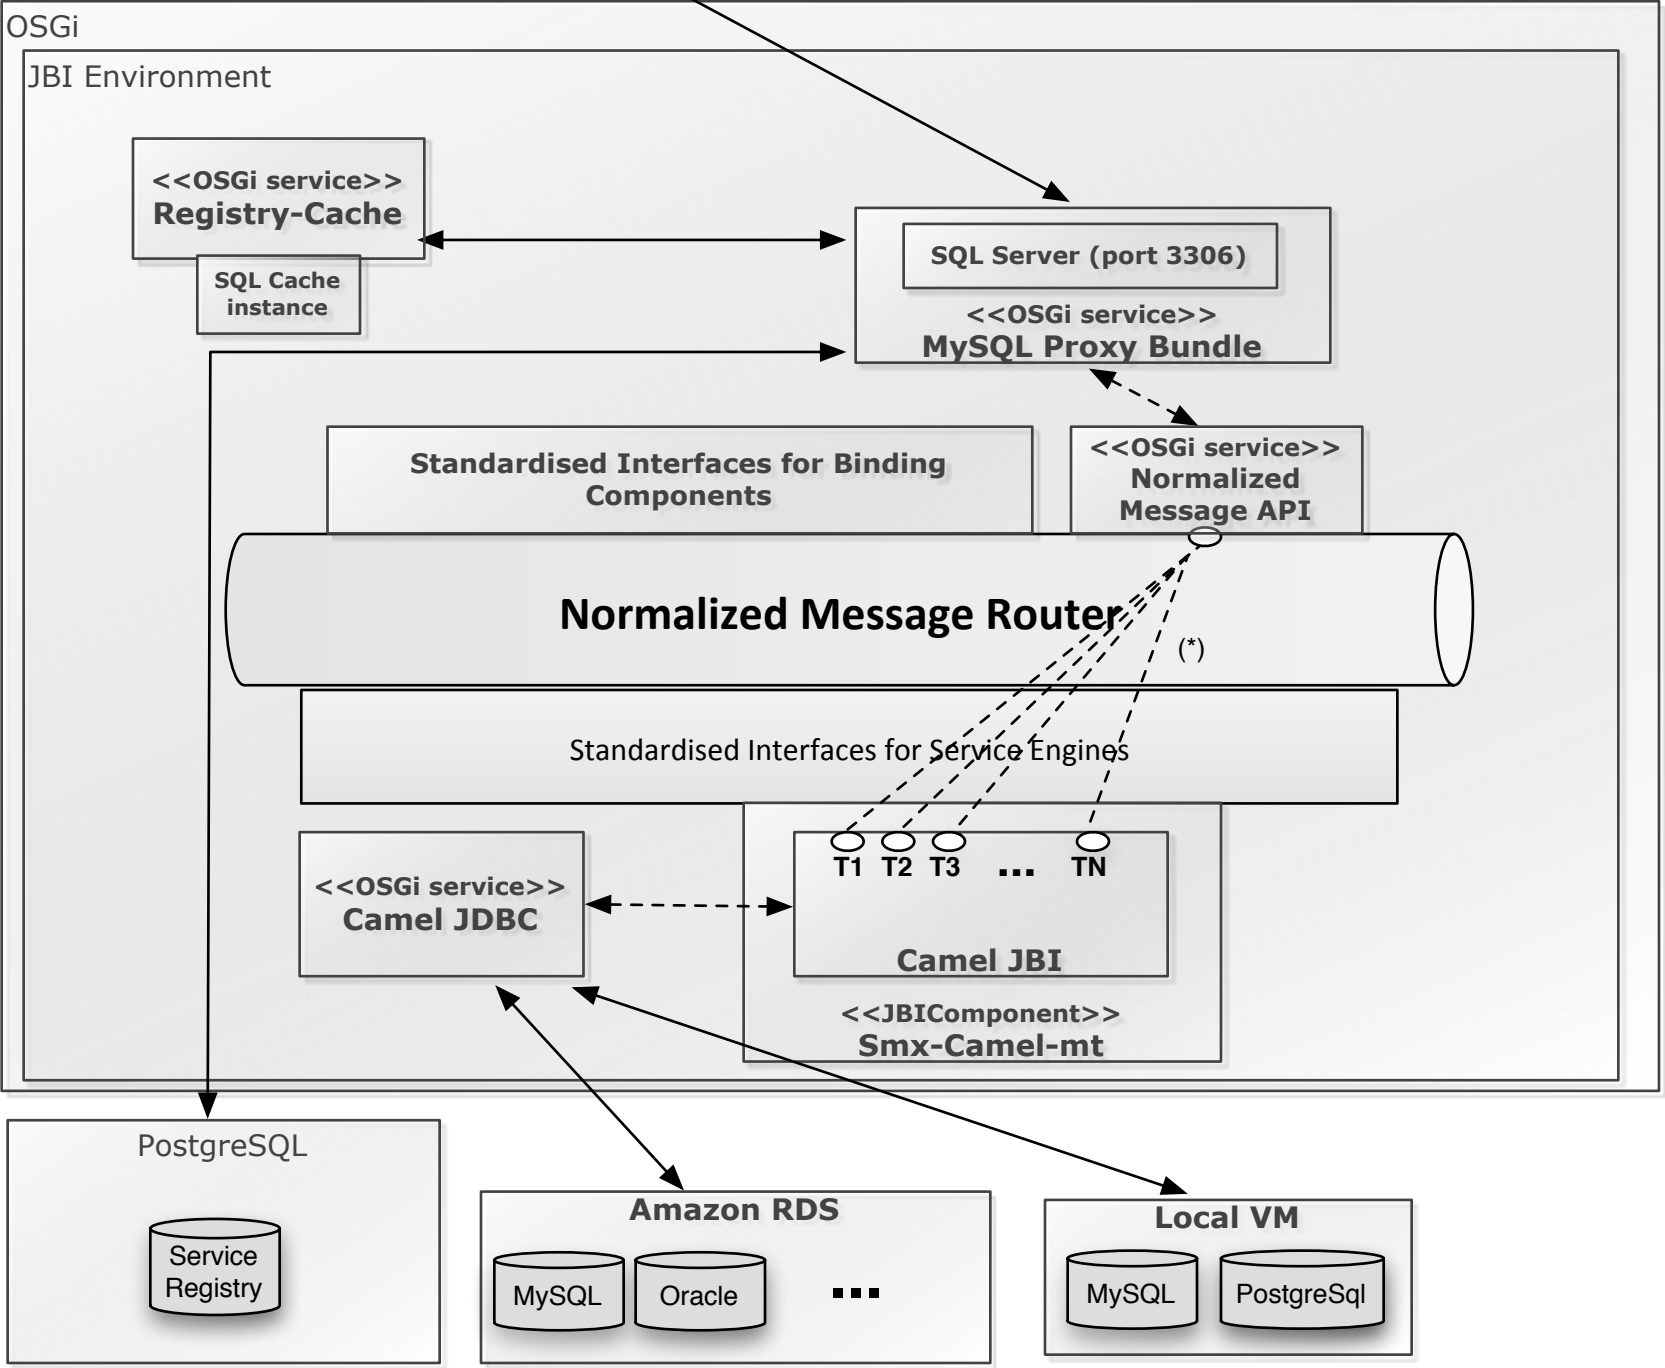 OSGi
JBI Environment
<<OSGi service>>
Registry-Cache
SQL Cache
instance
SQL Server (port 3306)
<<OSGi service>>
MySQL Proxy Bundle
Standardised Interfaces for Binding
Components
<<OSGi service>>
Normalized
Message API
Normalized Message Router
(*)
Standardised Interfaces for Service Engines
<<OSGi service>>
Camel JDBC
T1 T2 T3 ... TN
Camel JBI
<<JBIComponent>>
Smx-Camel-mt
PostgreSQL
Service
Registry
Amazon RDS
MySQL
Oracle
...
Local VM
MySQL
PostgreSql